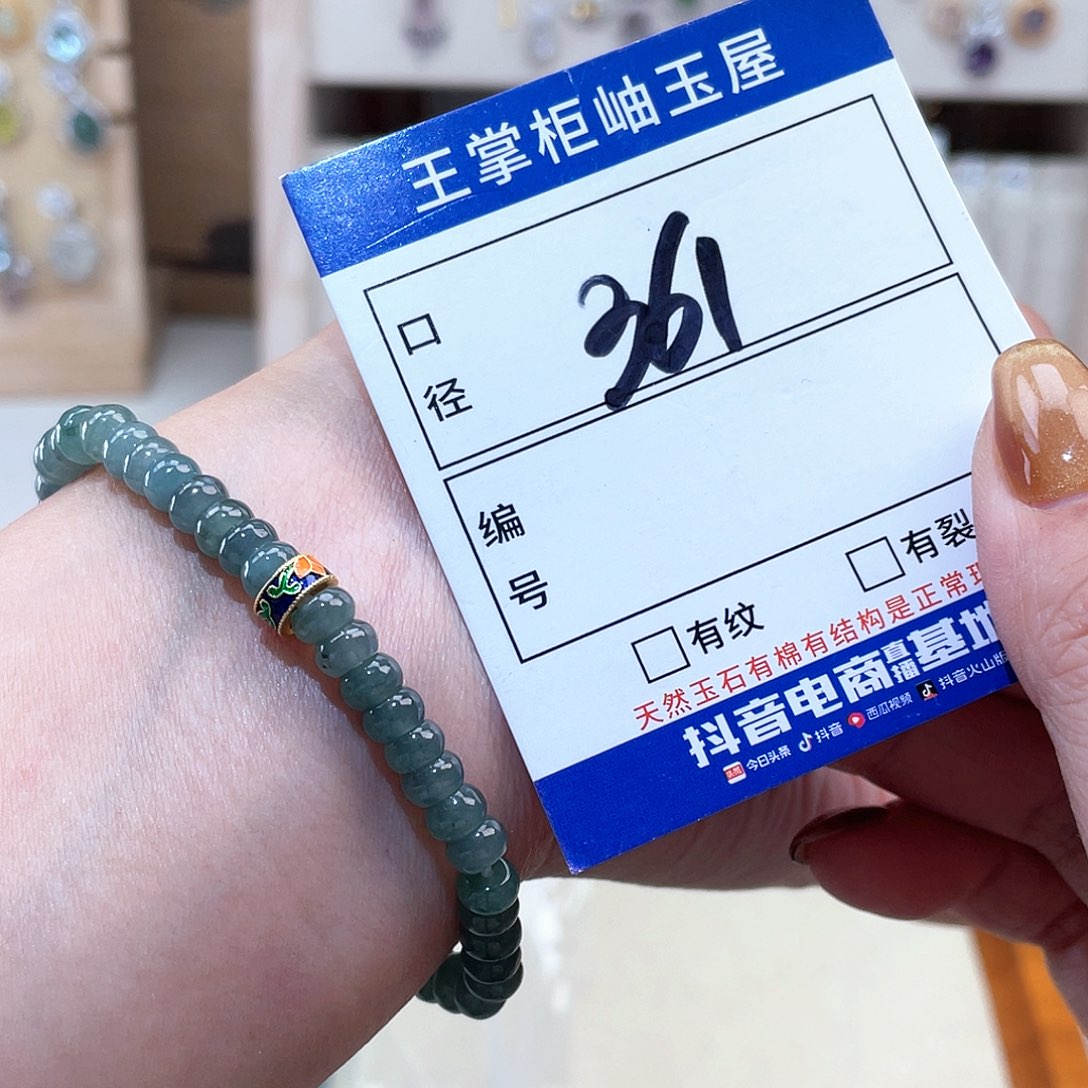 王掌柜岫玉屋
口径
361
编号
有纹
有裂
天然玉石有棉有结构是正常
抖音电商直播基地
今日头条 抖音 西瓜视频 抖音火山版